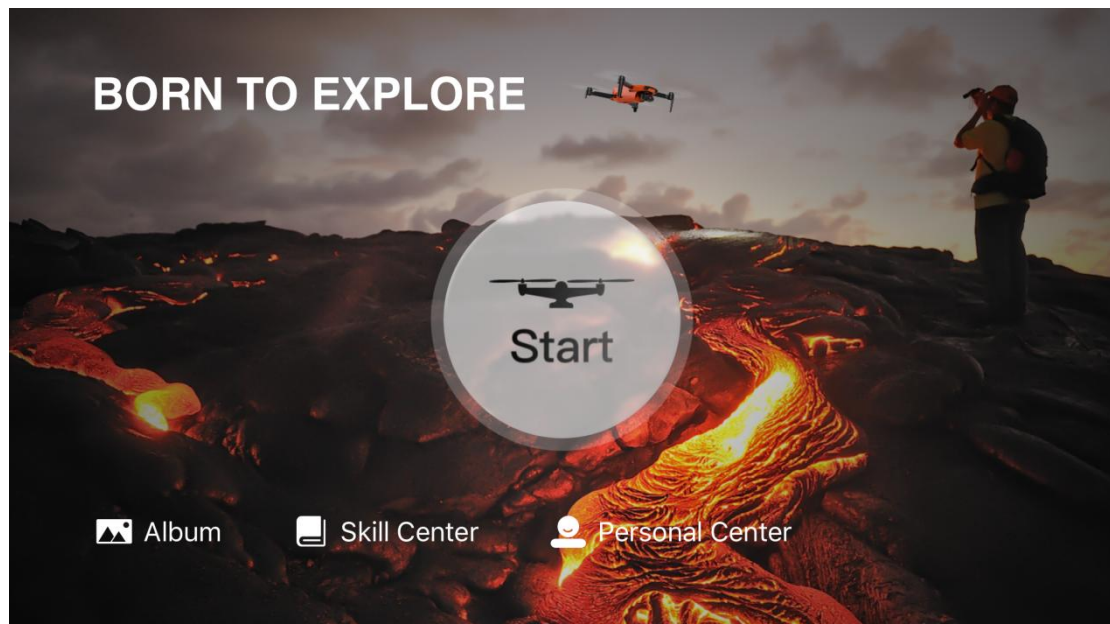 BORN TO EXPLORE
Start
Album
Skill Center
Personal Center